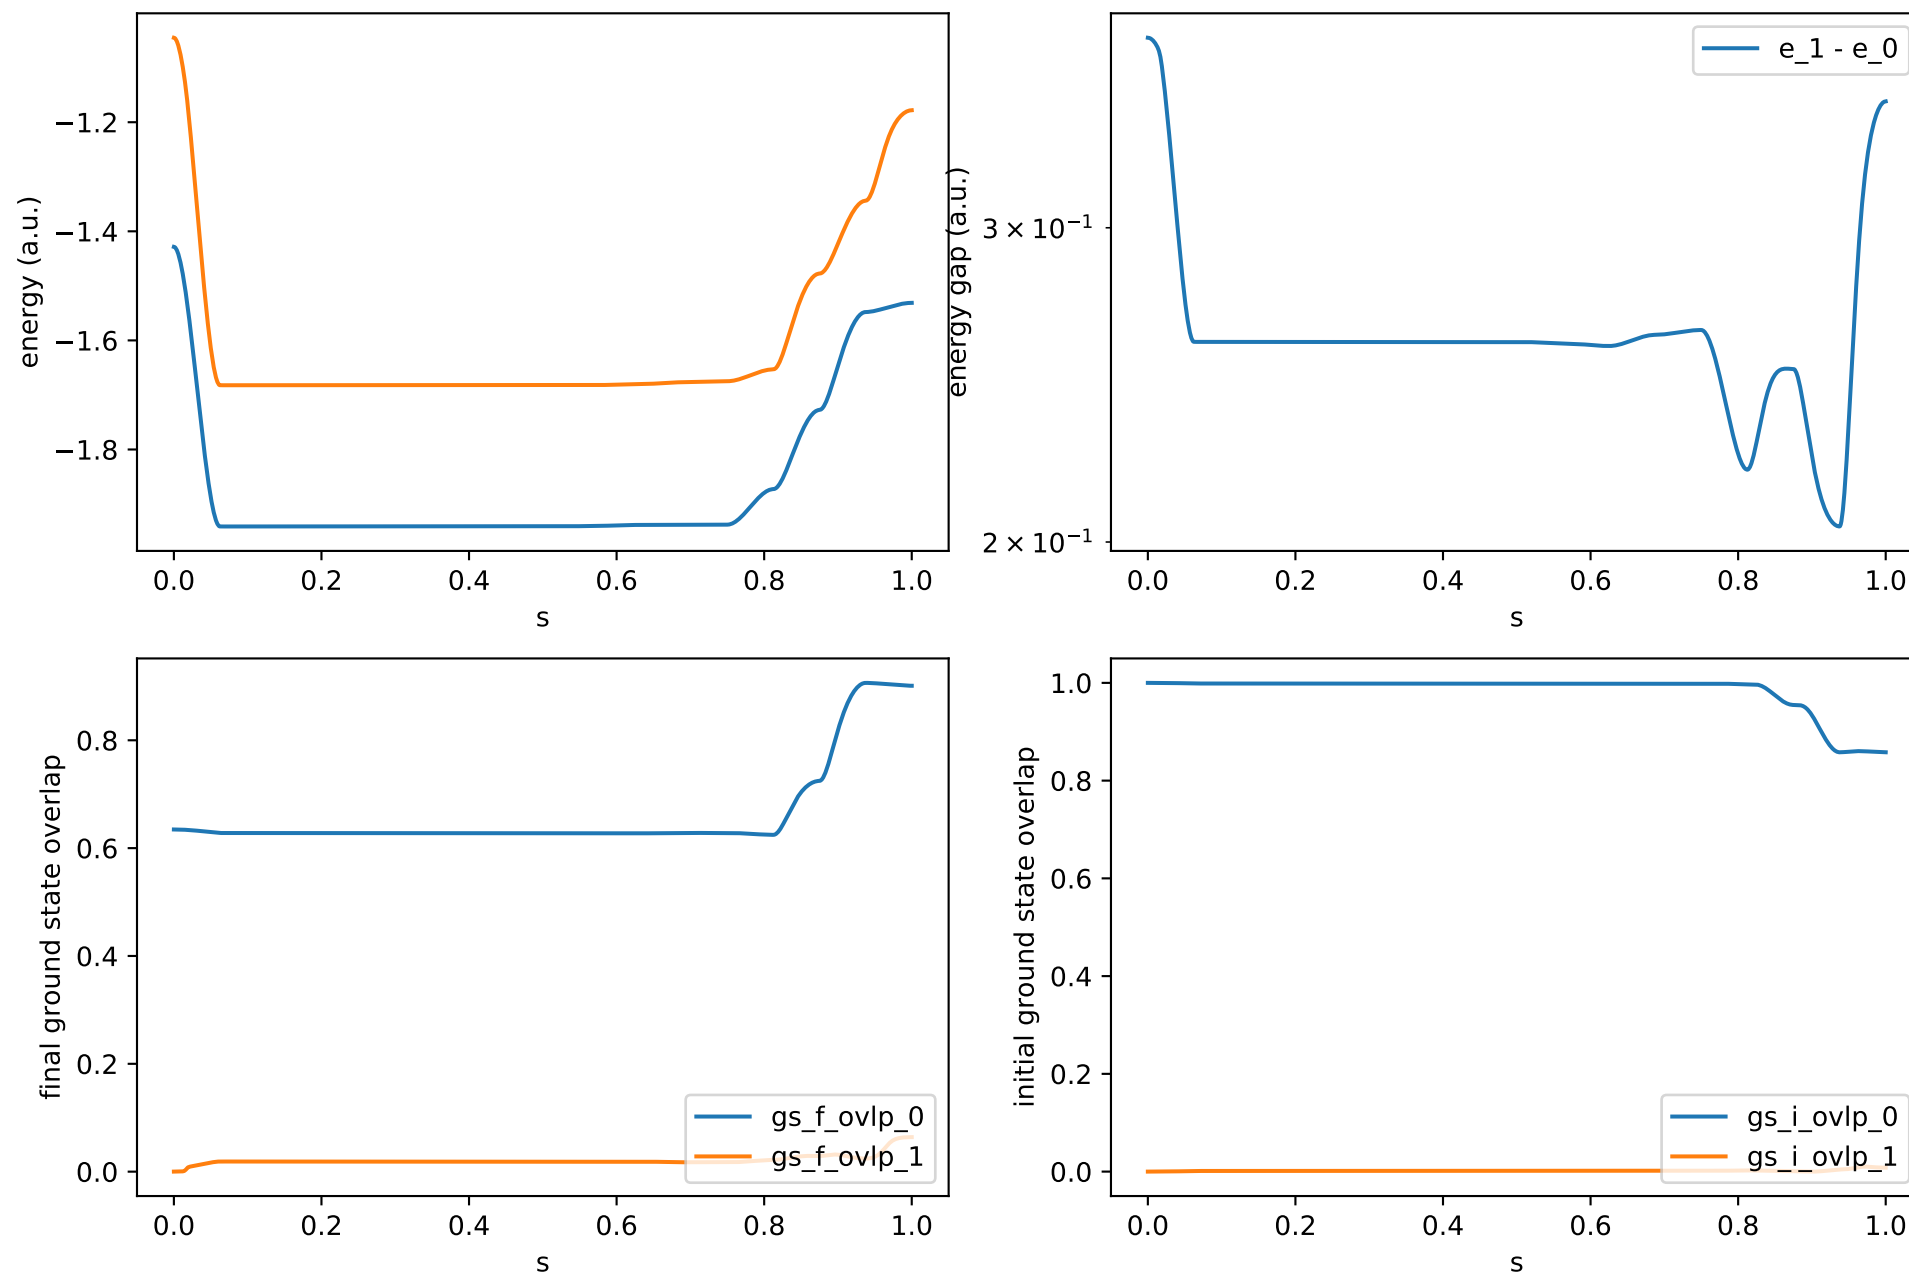 energy (a.u.)
−1.2
−1.4
−1.6
−1.8
0.0 0.2 0.4 0.6 0.8 1.0
s
energy gap (a.u.)
3 × 10⁻¹
2 × 10⁻¹
e_1 - e_0
0.0 0.2 0.4 0.6 0.8 1.0
s
final ground state overlap
0.8
0.6
0.4
0.2
0.0
gs_f_ovlp_0
gs_f_ovlp_1
0.0 0.2 0.4 0.6 0.8 1.0
s
initial ground state overlap
1.0
0.8
0.6
0.4
0.2
0.0
gs_i_ovlp_0
gs_i_ovlp_1
0.0 0.2 0.4 0.6 0.8 1.0
s